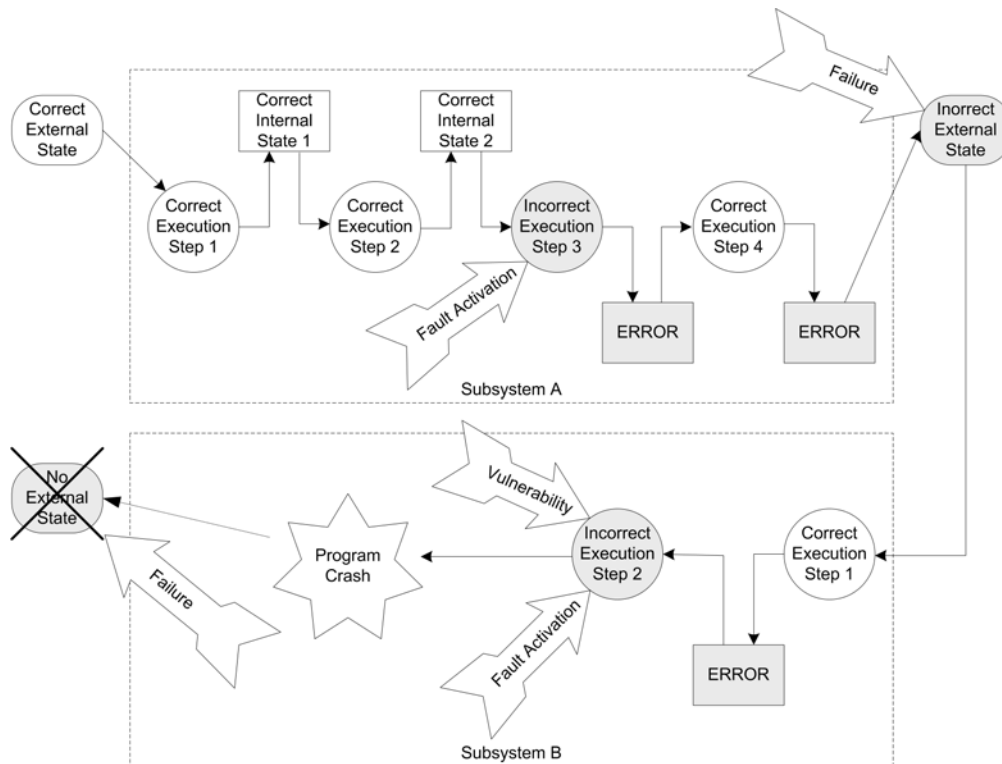 Failure
Correct
External
State
Correct
Internal
State 1
Correct
Internal
State 2
Inorrect
External
State
Correct
Execution
Step 1
Correct
Execution
Step 2
Incorrect
Execution
Step 3
Correct
Execution
Step 4
Fault Activation
ERROR
ERROR
Subsystem A
No
External
State
Vulnerability
Program
Crash
Incorrect
Execution
Step 2
Correct
Execution
Step 1
Failure
Fault Activation
ERROR
Subsystem B